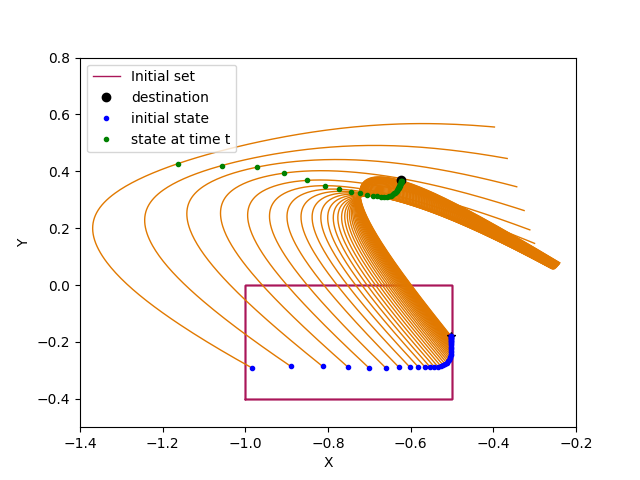 Initial set
destination
initial state
state at time t
0.8
0.6
0.4
0.2
0.0
−0.2
−0.4
Y
−1.4 −1.2 −1.0 −0.8 −0.6 −0.4 −0.2
X